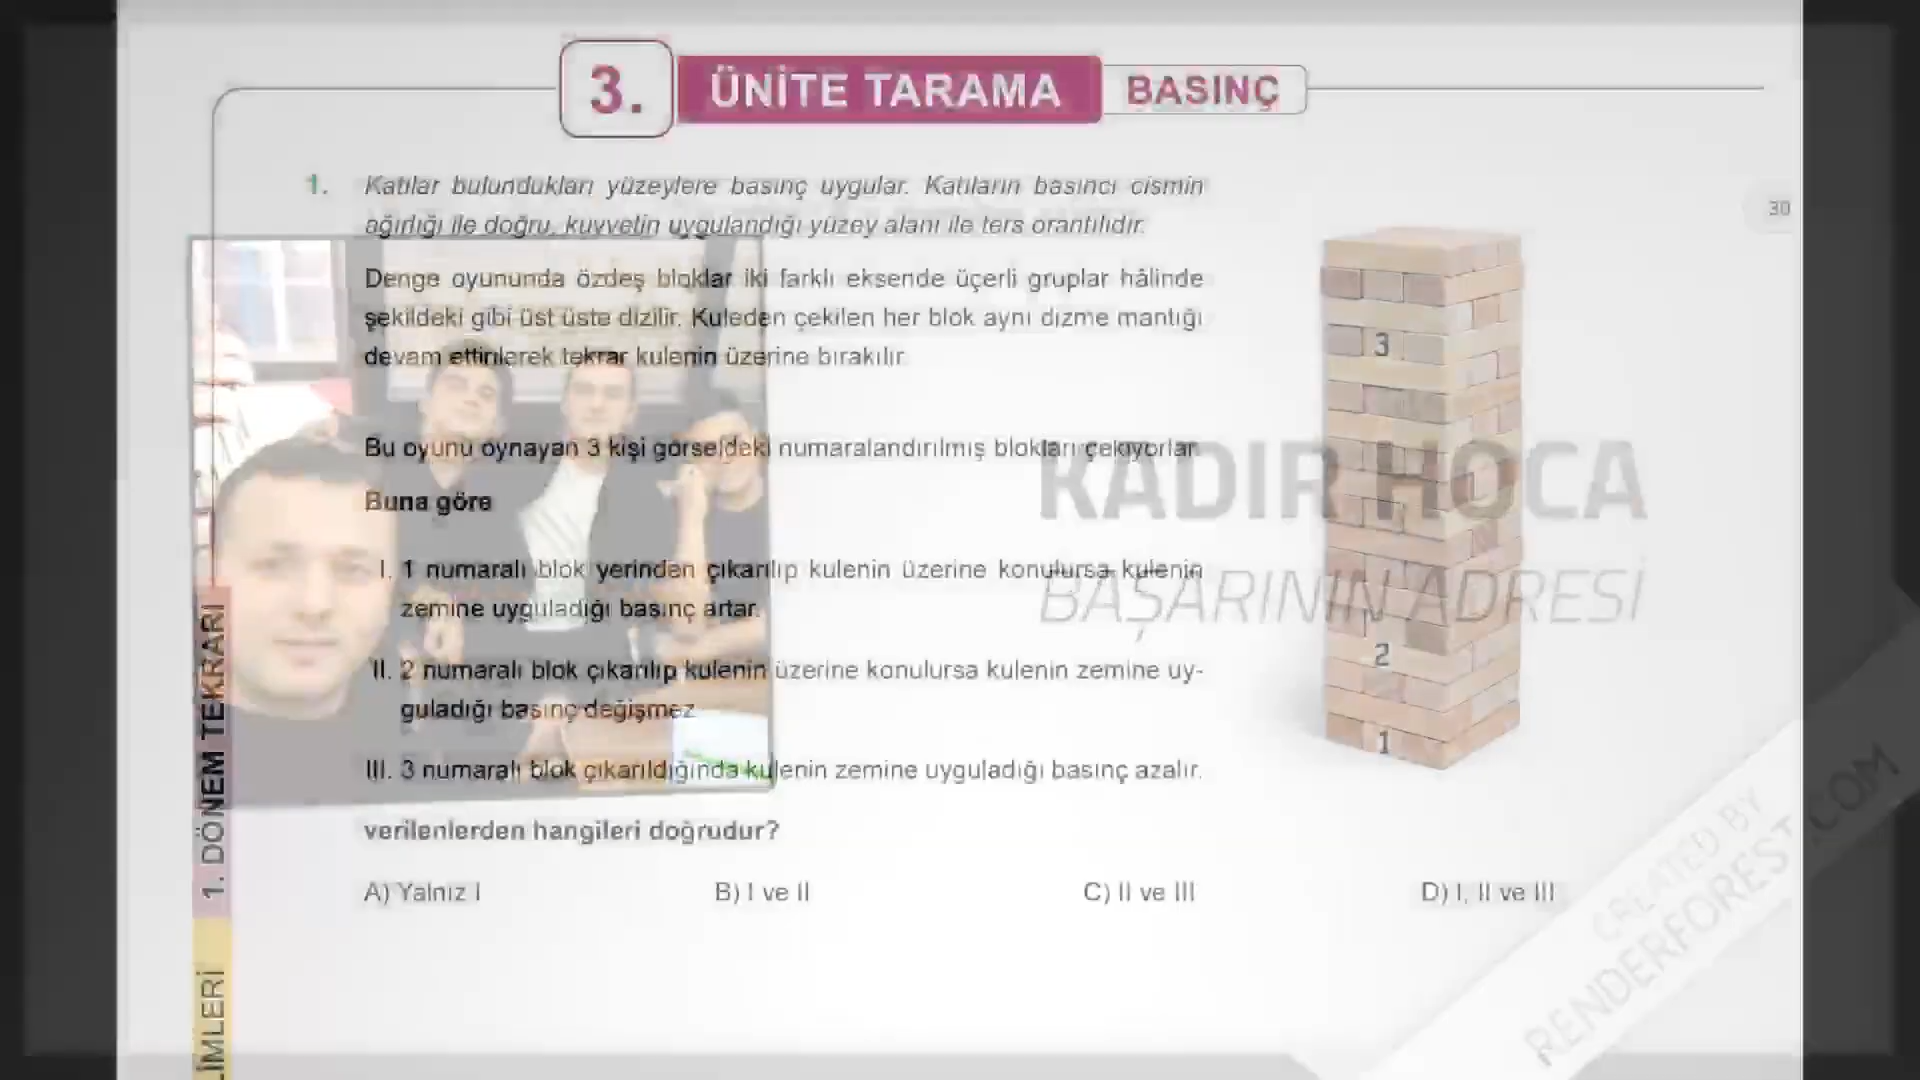 3. ÜNİTE TARAMA BASINÇ
1. Katılar bulundukları yüzeylere basınç uygular. Katıların basıncı cismin
ağırlığı ile doğru, kuvvetin uygulandığı yüzey alanı ile ters orantılıdır.
30
Denge oyununda özdeş bloklar iki farklı eksende üçerli gruplar hâlinde
şekildeki gibi üst üste dizilir. Kuleden çekilen her blok aynı dizme mantığı
devam ettirilerek tekrar kulenin üzerine bırakılır.
Bu oyunu oynayan 3 kişi görseldeki numaralandırılmış blokları çekiyorlar.
Buna göre
I. 1 numaralı blok yerinden çıkarılıp kulenin üzerine konulursa kulenin
zemine uyguladığı basınç artar.
II. 2 numaralı blok çıkarılıp kulenin üzerine konulursa kulenin zemine uy-
guladığı basınç değişmez.
III. 3 numaralı blok çıkarıldığında kulenin zemine uyguladığı basınç azalır.
verilenlerden hangileri doğrudur?
A) Yalnız I
B) I ve II
C) II ve III
D) I, II ve III
3
2
1
KADIR HOCA
BAŞARININ ADRESİ
1. DÖNEM TEKRARI
LİMLERİ
CREATED BY
RENDERFOREST.COM